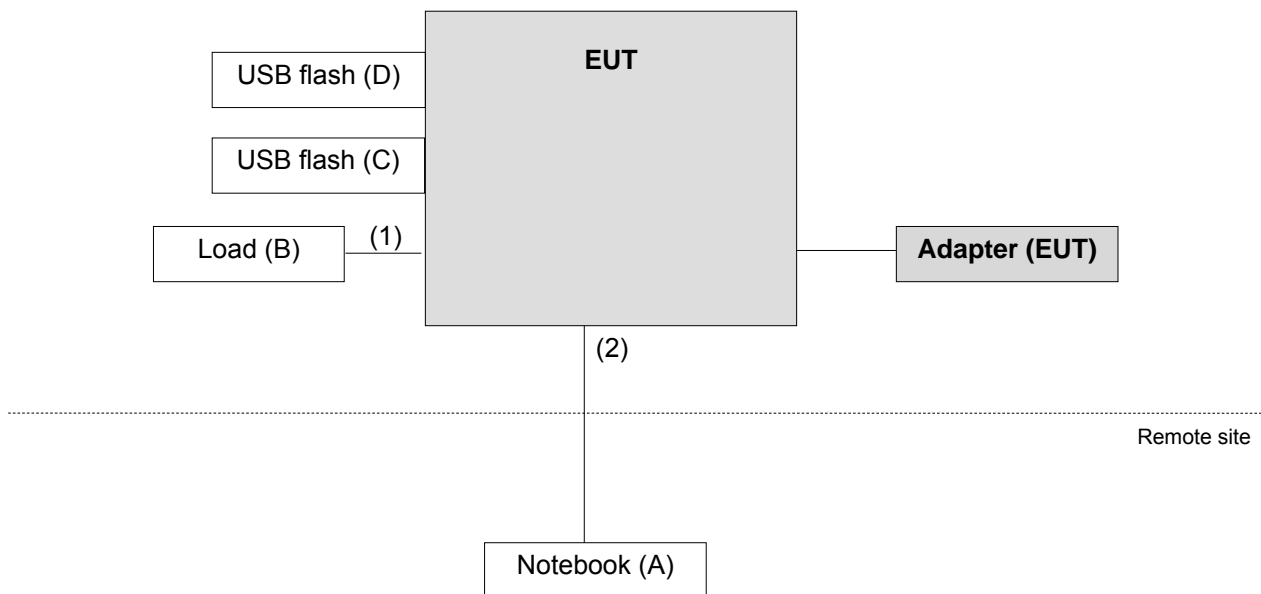 EUT
USB flash (D)
USB flash (C)
(1)
Load (B)
Adapter (EUT)
(2)
Remote site
Notebook (A)